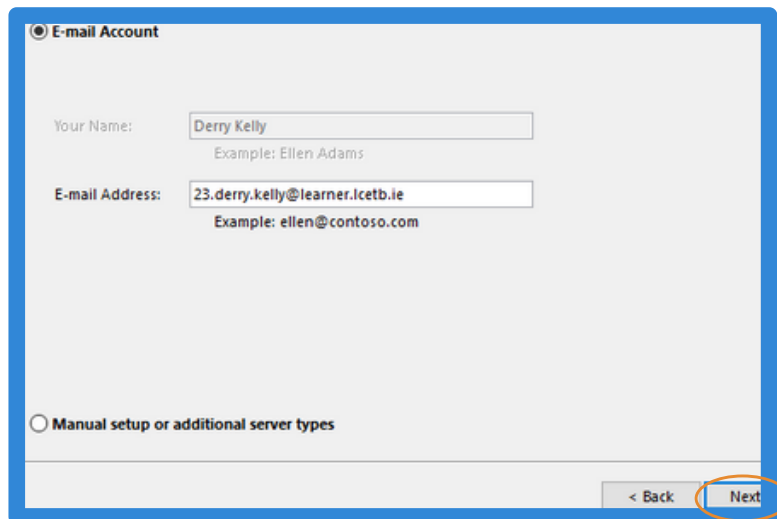 E-mail Account
Your Name: Derry Kelly
Example: Ellen Adams
E-mail Address: 23.derry.kelly@learner.lcetb.ie
Example: ellen@contoso.com
Manual setup or additional server types
< Back Next